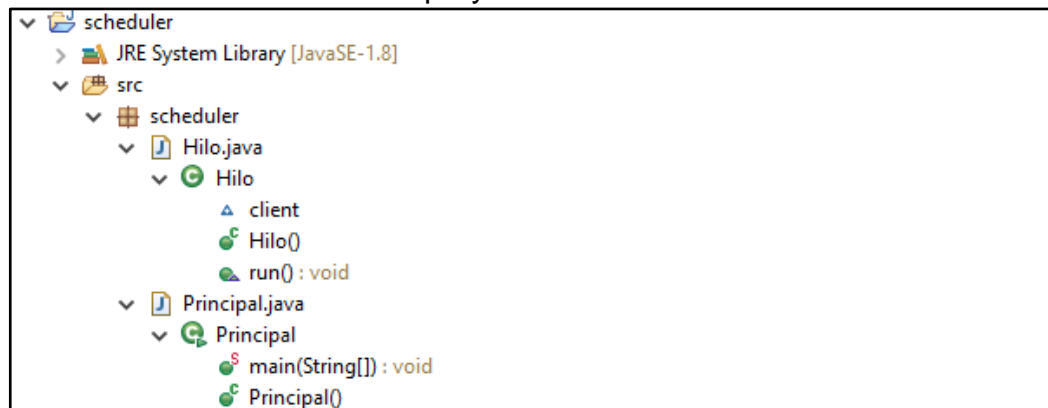 scheduler
JRE System Library [JavaSE-1.8]
src
scheduler
Hilo.java
Hilo
client
Hilo()
run() : void
Principal.java
Principal
main(String[]) : void
Principal()